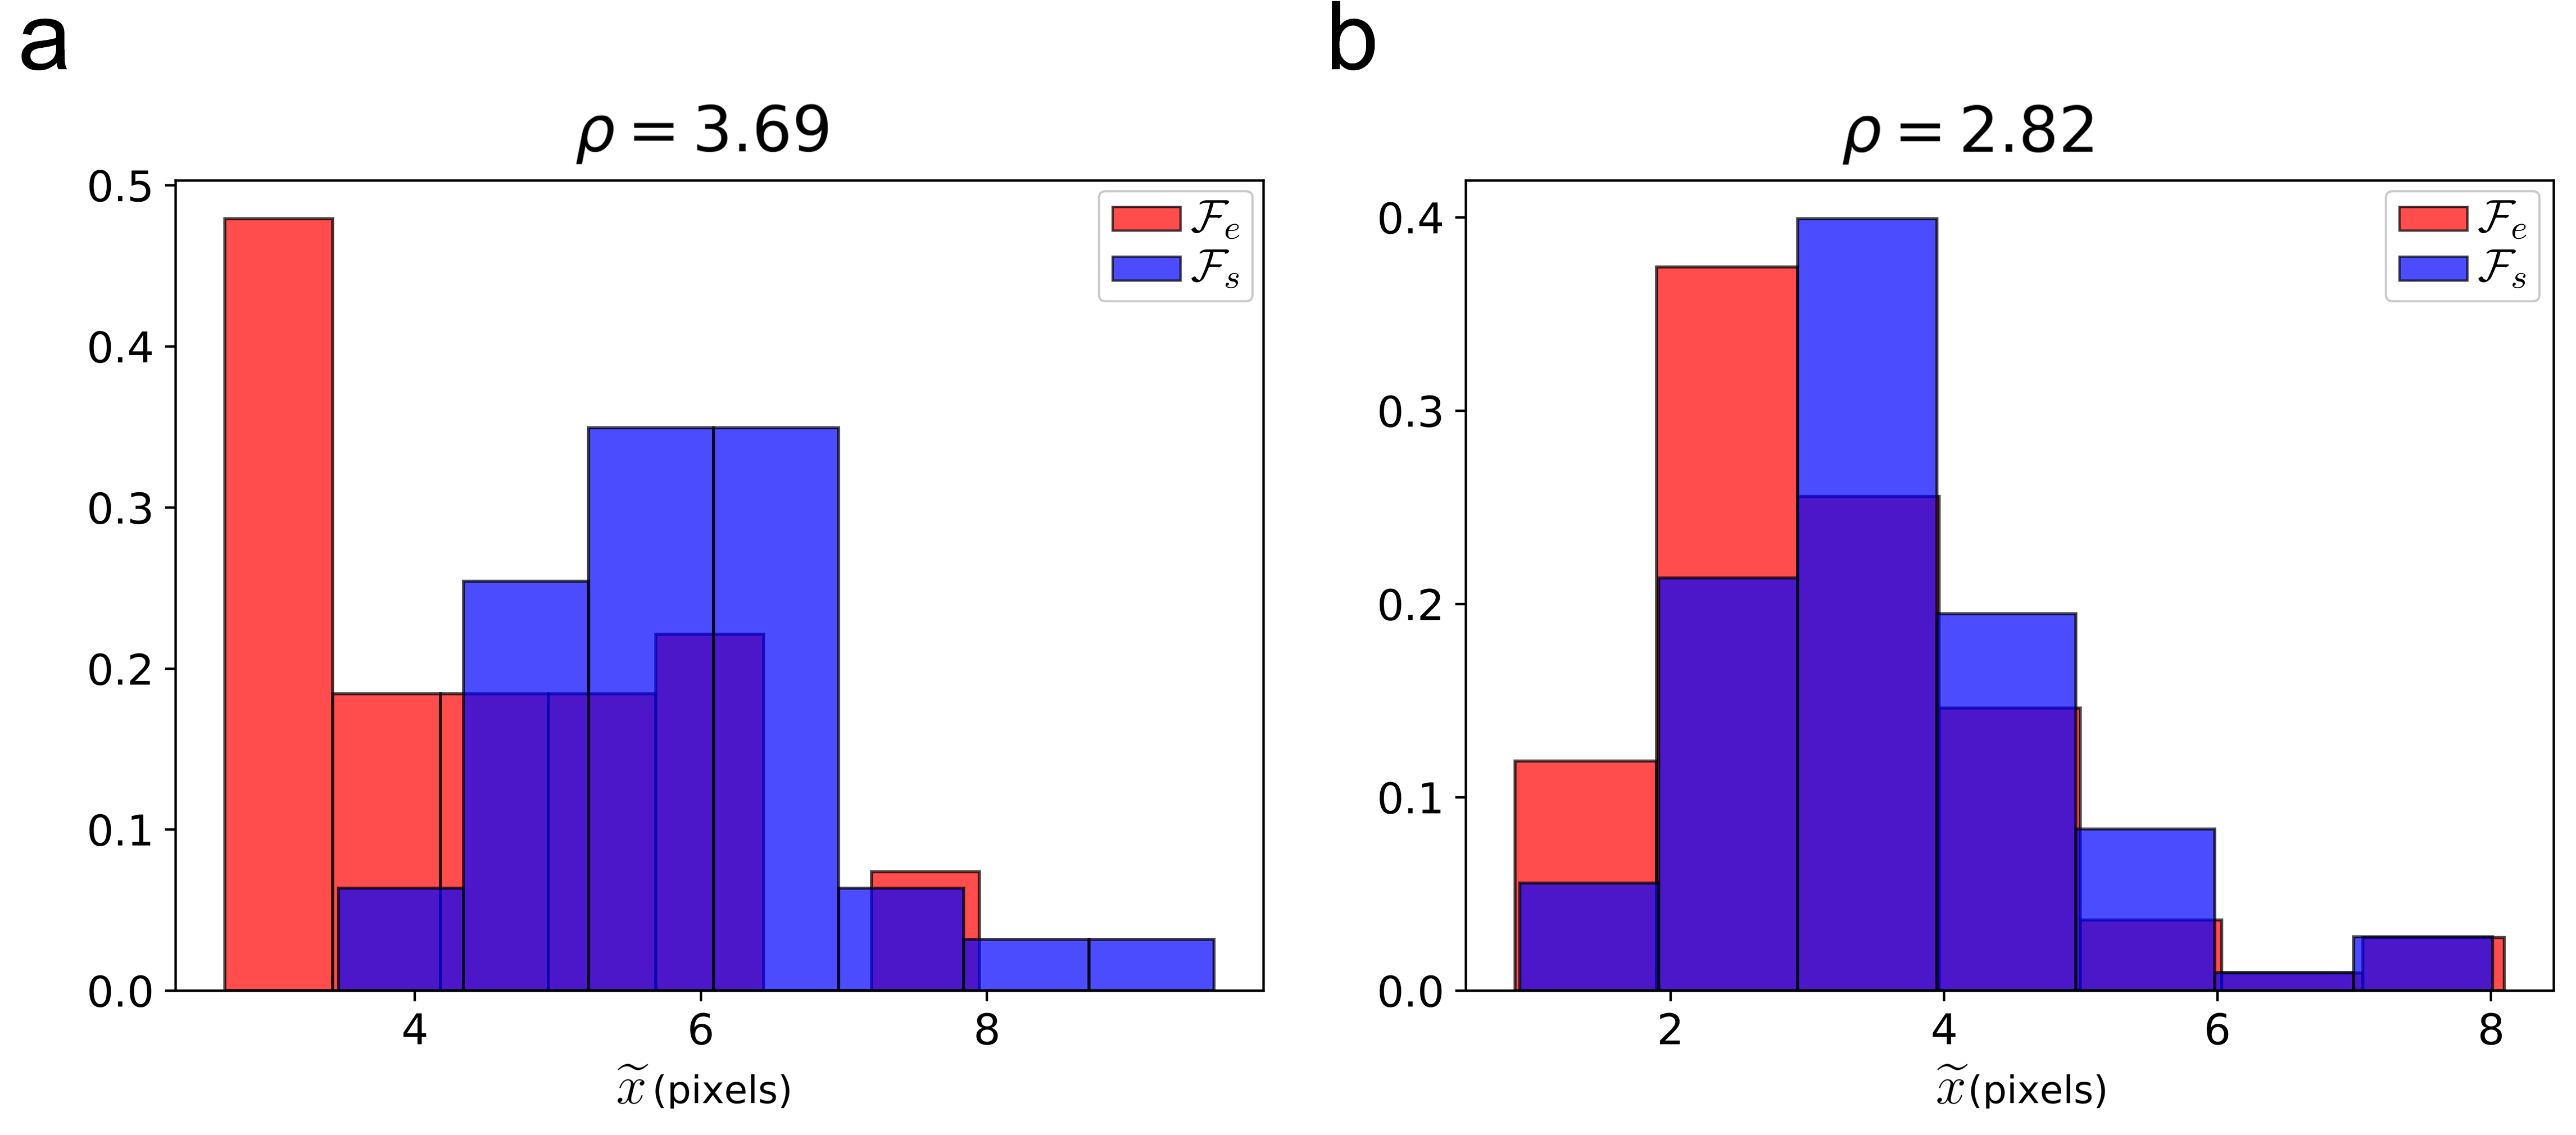 a
ρ = 3.69
0.5
0.4
0.3
0.2
0.1
0.0
4 6 8
x̃ (pixels)
ℱₑ
ℱₛ
b
ρ = 2.82
0.4
0.3
0.2
0.1
0.0
2 4 6 8
x̃ (pixels)
ℱₑ
ℱₛ